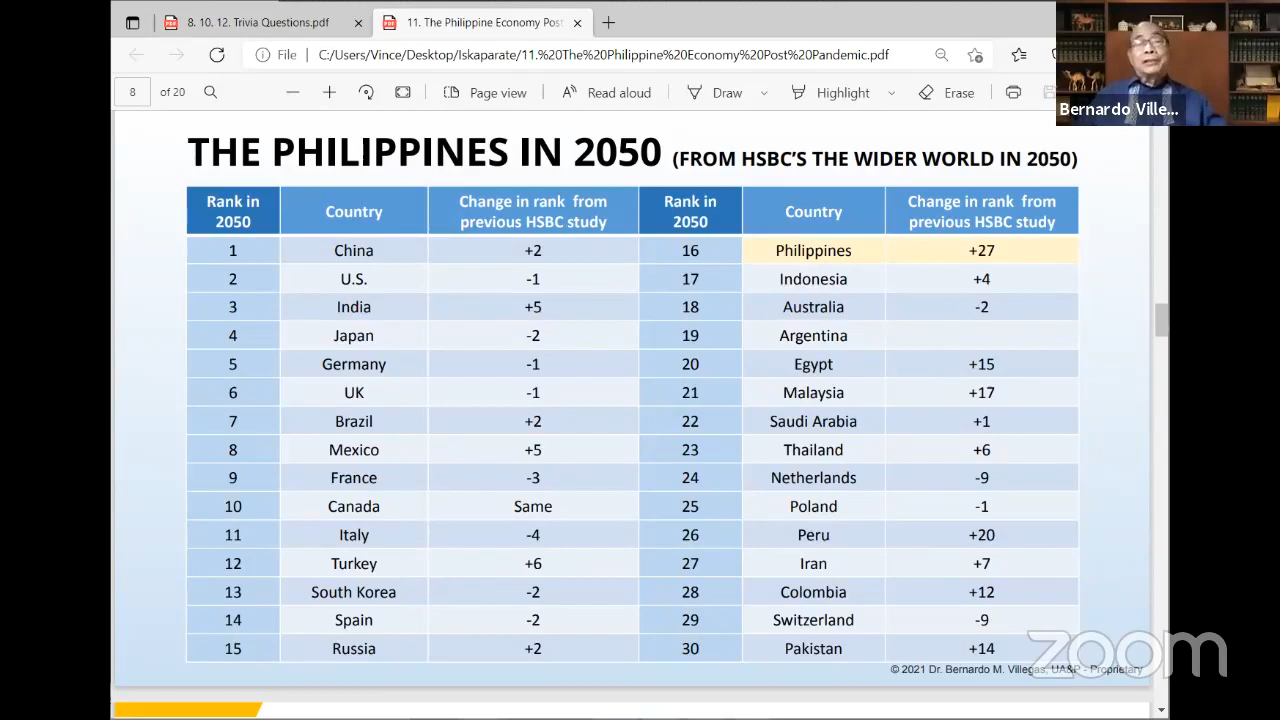 8. 10. 12. Trivia Questions.pdf
11. The Philippine Economy Post
File C:/Users/Vince/Desktop/Iskaparate/11.%20The%20Philippine%20Economy%20Post%20Pandemic.pdf
8 of 20 Page view Read aloud Draw Highlight Erase
Bernardo Ville...
THE PHILIPPINES IN 2050 (FROM HSBC'S THE WIDER WORLD IN 2050)
Rank in 2050 Country Change in rank from previous HSBC study Rank in 2050 Country Change in rank from previous HSBC study
1 China +2 16 Philippines +27
2 U.S. -1 17 Indonesia +4
3 India +5 18 Australia -2
4 Japan -2 19 Argentina
5 Germany -1 20 Egypt +15
6 UK -1 21 Malaysia +17
7 Brazil +2 22 Saudi Arabia +1
8 Mexico +5 23 Thailand +6
9 France -3 24 Netherlands -9
10 Canada Same 25 Poland -1
11 Italy -4 26 Peru +20
12 Turkey +6 27 Iran +7
13 South Korea -2 28 Colombia +12
14 Spain -2 29 Switzerland -9
15 Russia +2 30 Pakistan +14
zoom
© 2021 Dr. Bernardo M. Villegas, UA&P - Proprietary